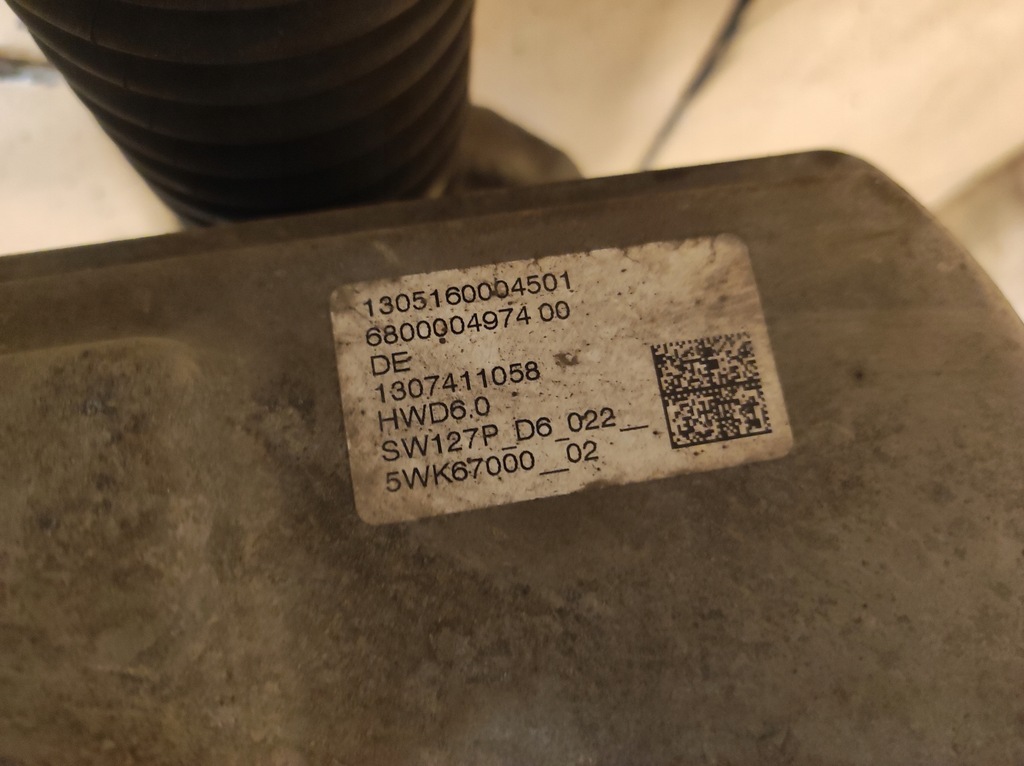 1305160004501
6800004974 00
DE
1307411058
HWD6.0
SW127P_D6_022__
5WK67000__02